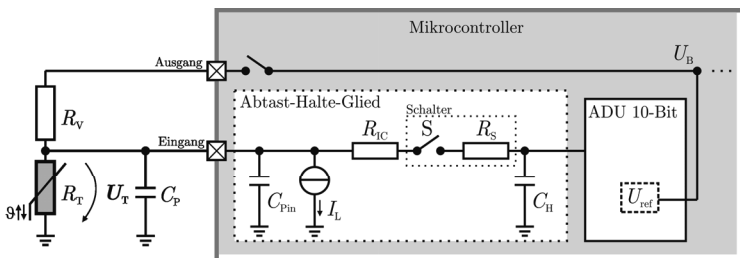 Mikrocontroller
Ausgang
U_B
...
Abtast-Halte-Glied
Schalter
ADU 10-Bit
R_V
Eingang
R_IC
S
R_S
ϑ↑↓
R_T
U_T
C_P
C_Pin
I_L
C_H
U_ref